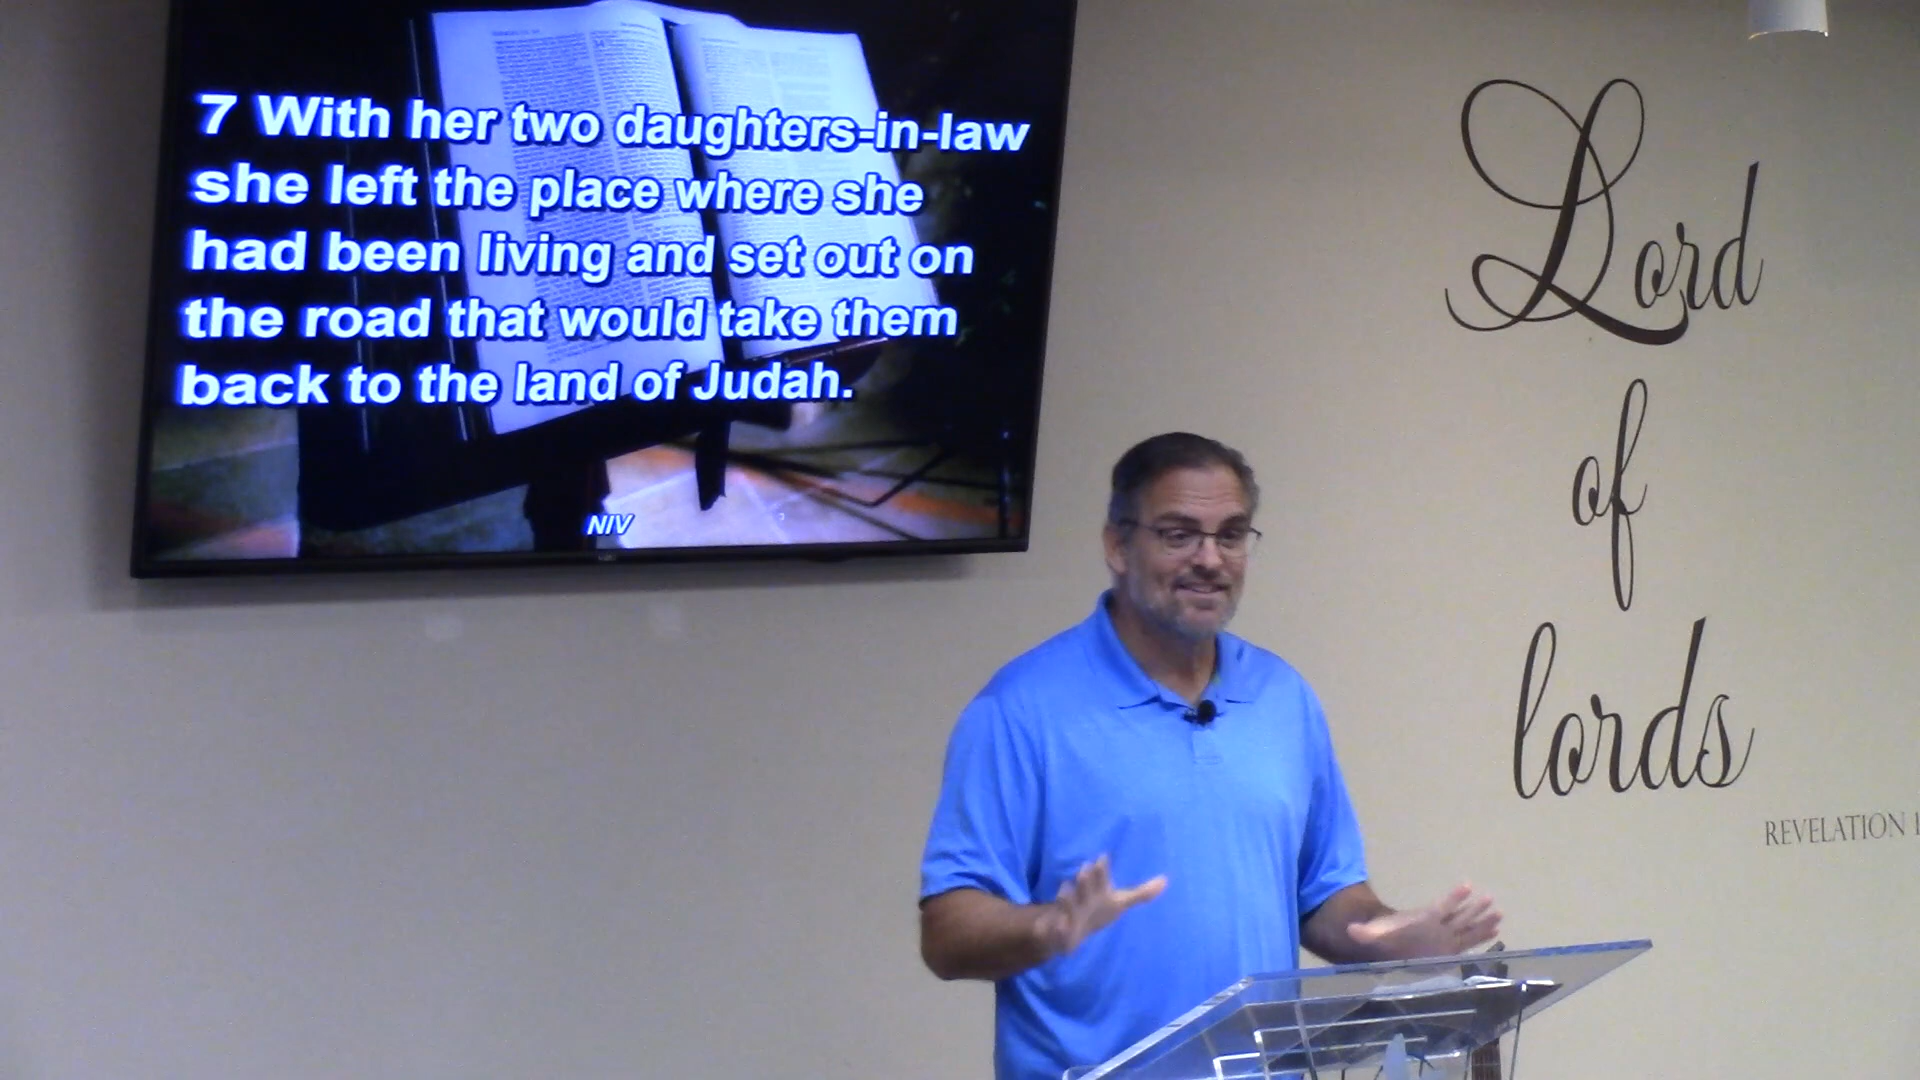 7 With her two daughters-in-law
she left the place where she
had been living and set out on
the road that would take them
back to the land of Judah.
NIV
Lord
of
lords
REVELATION